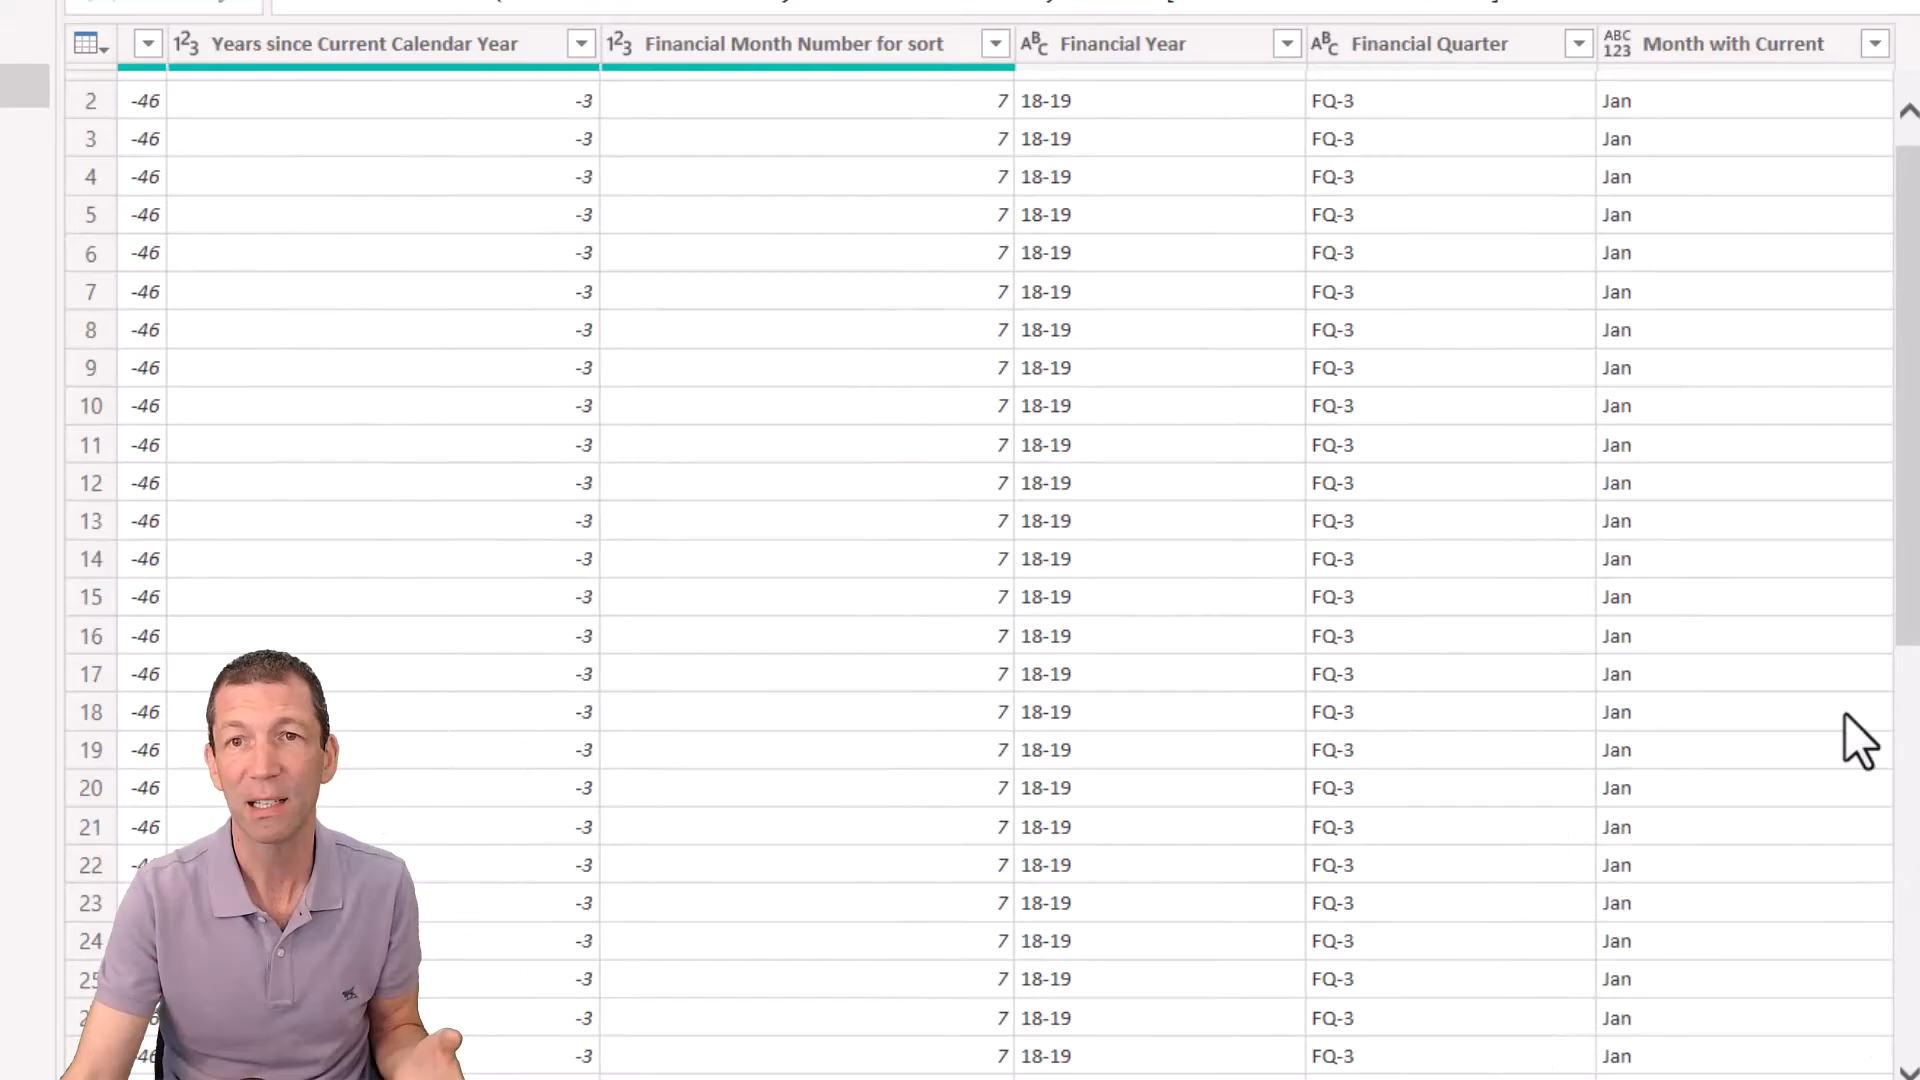 123 Years since Current Calendar Year 123 Financial Month Number for sort ABC Financial Year ABC Financial Quarter ABC 123 Month with Current
2 -46 -3 7 18-19 FQ-3 Jan
3 -46 -3 7 18-19 FQ-3 Jan
4 -46 -3 7 18-19 FQ-3 Jan
5 -46 -3 7 18-19 FQ-3 Jan
6 -46 -3 7 18-19 FQ-3 Jan
7 -46 -3 7 18-19 FQ-3 Jan
8 -46 -3 7 18-19 FQ-3 Jan
9 -46 -3 7 18-19 FQ-3 Jan
10 -46 -3 7 18-19 FQ-3 Jan
11 -46 -3 7 18-19 FQ-3 Jan
12 -46 -3 7 18-19 FQ-3 Jan
13 -46 -3 7 18-19 FQ-3 Jan
14 -46 -3 7 18-19 FQ-3 Jan
15 -46 -3 7 18-19 FQ-3 Jan
16 -46 -3 7 18-19 FQ-3 Jan
17 -46 -3 7 18-19 FQ-3 Jan
18 -46 -3 7 18-19 FQ-3 Jan
19 -46 -3 7 18-19 FQ-3 Jan
20 -46 -3 7 18-19 FQ-3 Jan
21 -46 -3 7 18-19 FQ-3 Jan
22 -3 7 18-19 FQ-3 Jan
23 -3 7 18-19 FQ-3 Jan
24 -3 7 18-19 FQ-3 Jan
25 -3 7 18-19 FQ-3 Jan
-3 7 18-19 FQ-3 Jan
-3 7 18-19 FQ-3 Jan